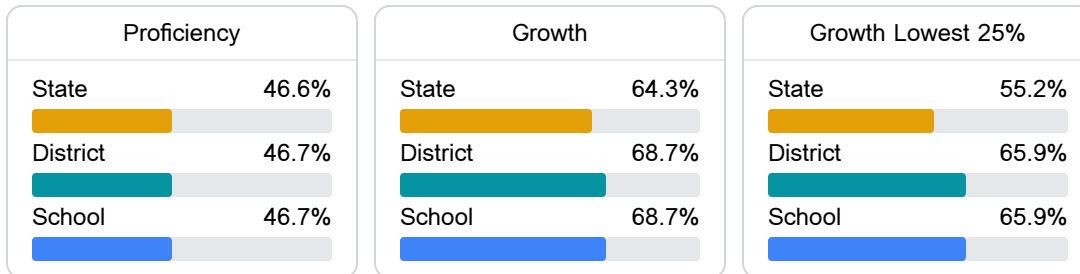 Proficiency
State 46.6%
District 46.7%
School 46.7%
Growth
State 64.3%
District 68.7%
School 68.7%
Growth Lowest 25%
State 55.2%
District 65.9%
School 65.9%